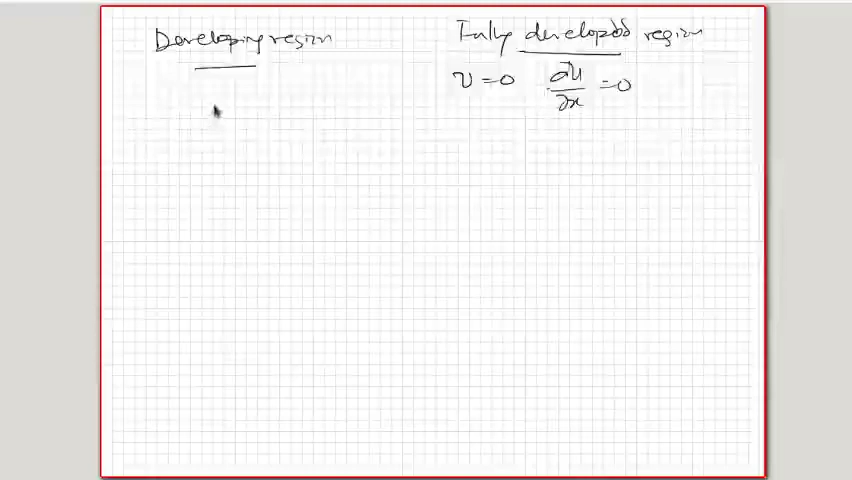 Developing region
Fully developed region
v=0 ∂u/∂x =0